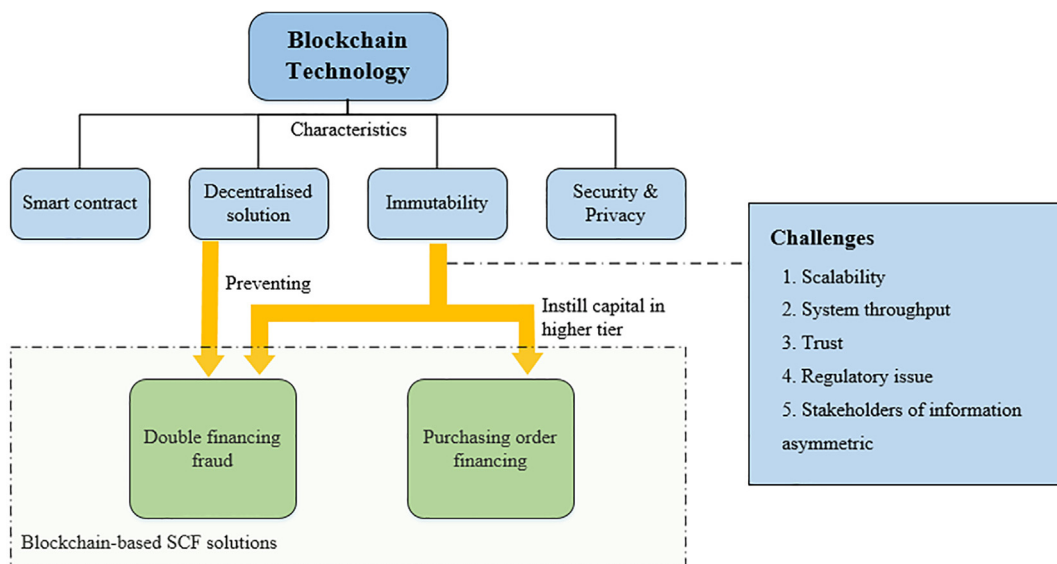 Blockchain
Technology
Characteristics
Smart contract
Decentralised
solution
Immutability
Security &
Privacy
Preventing
Instill capital in
higher tier
Challenges
1. Scalability
2. System throughput
3. Trust
4. Regulatory issue
5. Stakeholders of information
asymmetric
Double financing
fraud
Purchasing order
financing
Blockchain-based SCF solutions